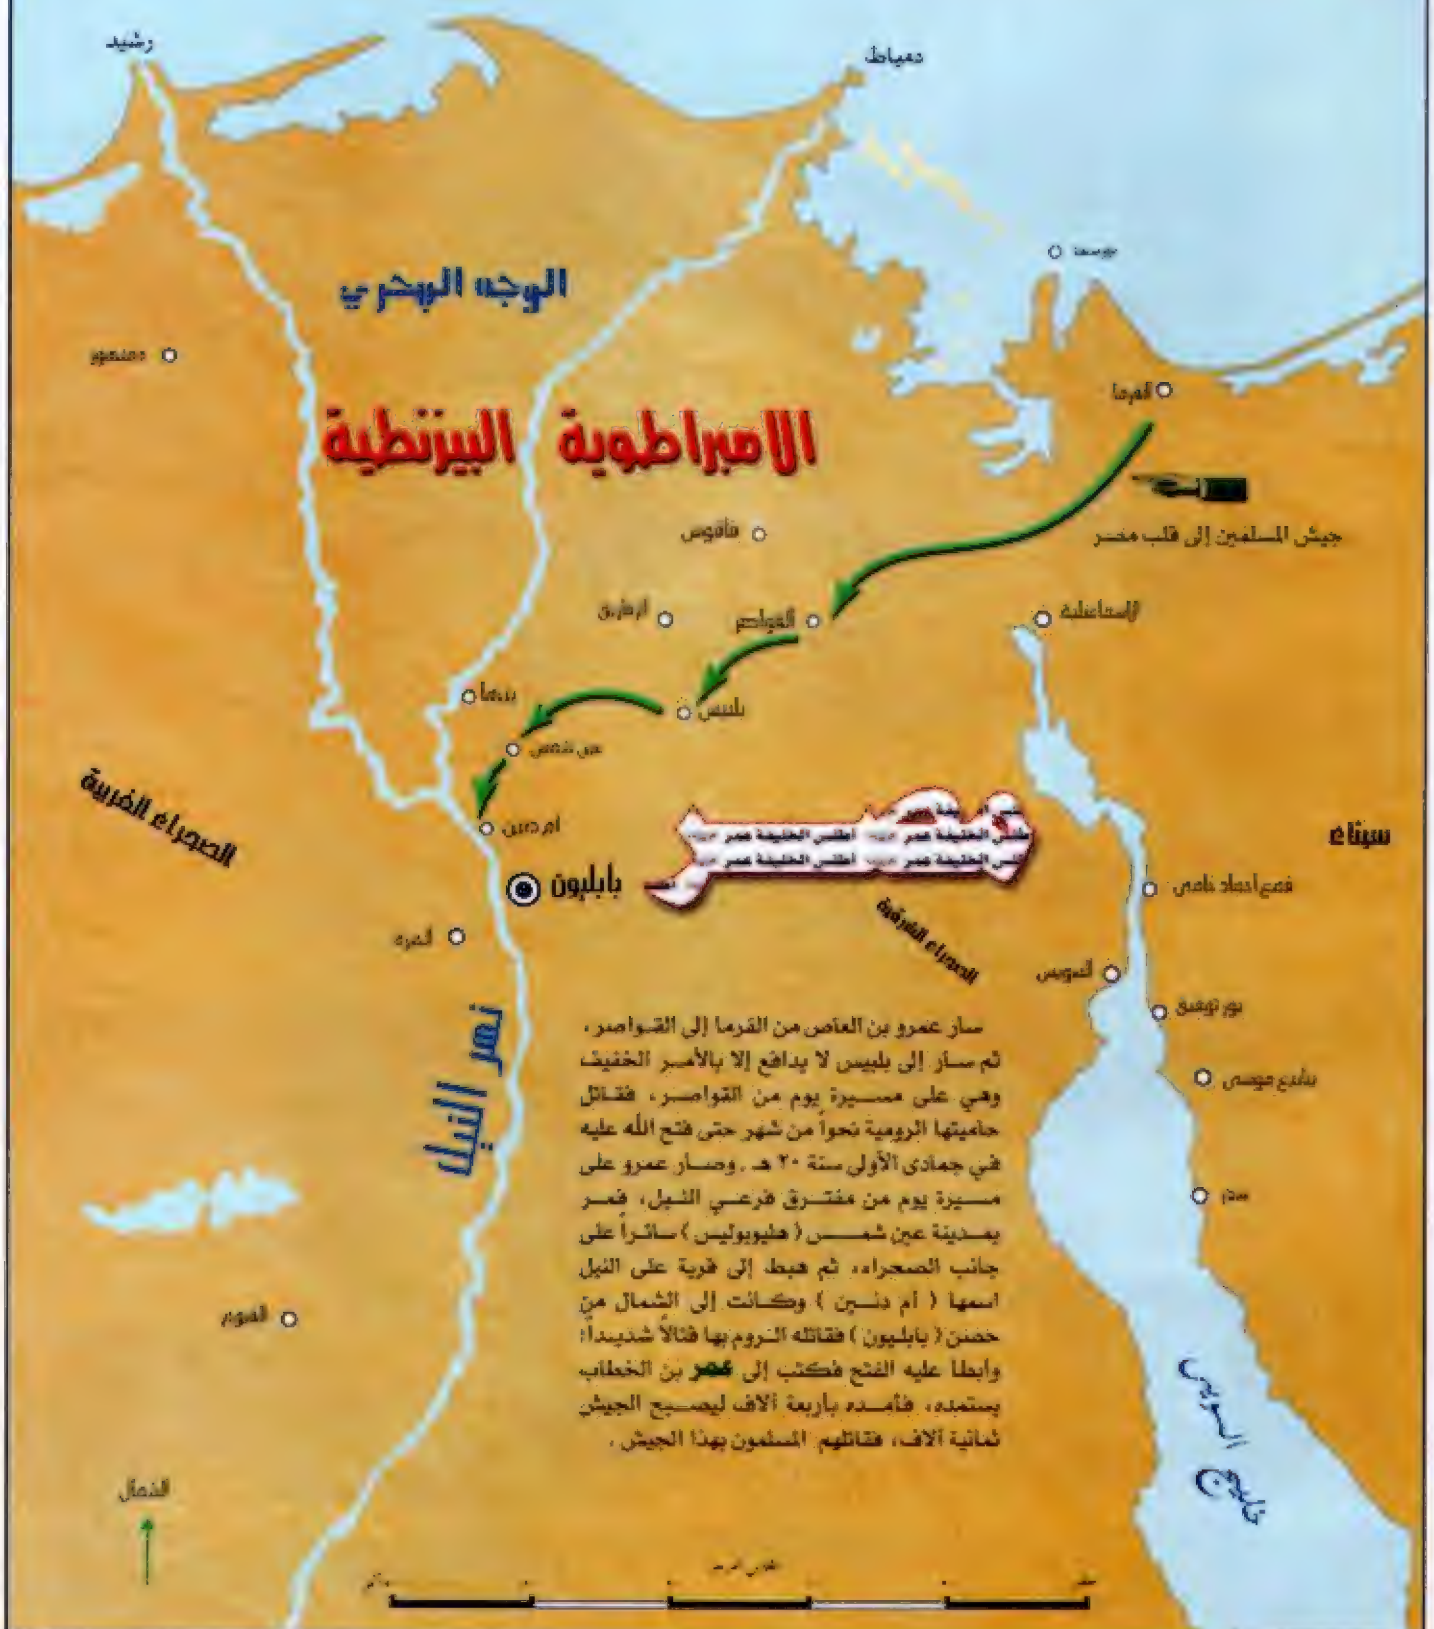 رشيد
دمياط
الوجه البحري
دمنهور
الفرما
الامبراطوية البيزنطية
فاقوس
جيش المسلمين إلى قلب مصر
القواصر
الاسماعيلية
بنها
بلبيس
عين شمس
الصحراء الغربية
أم دنين
مصر
سيناء
بابليون
الصحراء الشرقية
السويس
بور توفيق
نهر النيل
سار عمرو بن العاص من الفرما إلى القواصر،
ثم سار إلى بلبيس لا يدافع إلا بالأمر الخفيف
وهي على مسيرة يوم من القواصر، فقاتل
حاميتها الرومية نحواً من شهر حتى فتح الله عليه
في جمادى الأولى سنة ٢٠ هـ. وصار عمرو على
مسيرة يوم من مفترق فرعي النيل، فمر
بمدينة عين شمس (هليوبوليس) سائراً على
جانب الصحراء، ثم هبط إلى قرية على النيل
اسمها (أم دنين) وكانت إلى الشمال من
حصن (بابليون) فقاتله الروم بها قتالاً شديداً؛
وأبطأ عليه الفتح فكتب إلى عمر بن الخطاب
يستمده، فأمده بأربعة آلاف ليصبح الجيش
ثمانية آلاف، فقاتلهم المسلمون بهذا الجيش.
الفيوم
خليج السويس
الشمال